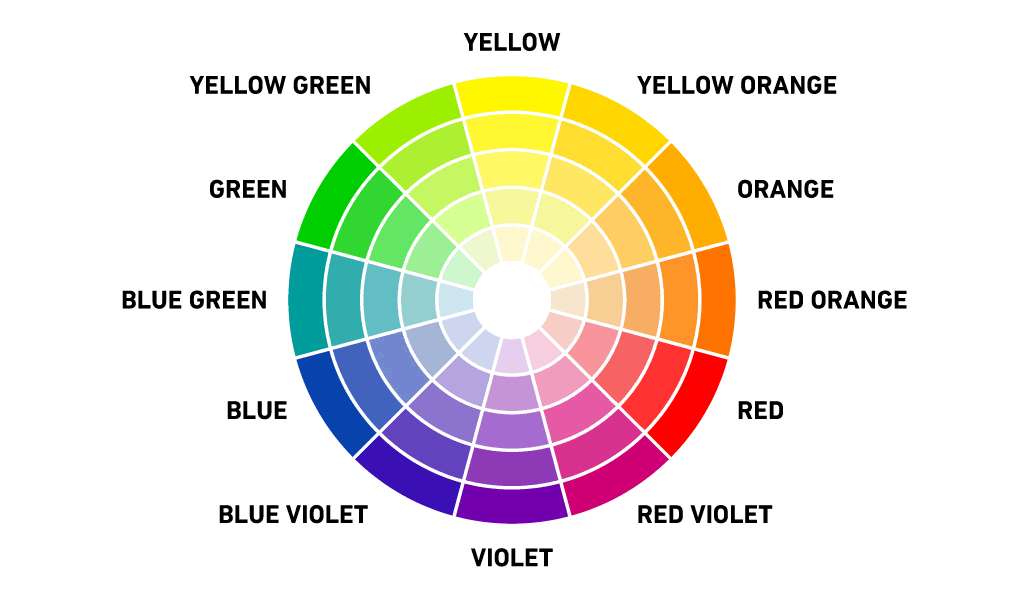 YELLOW
YELLOW GREEN
YELLOW ORANGE
GREEN
ORANGE
BLUE GREEN
RED ORANGE
BLUE
RED
BLUE VIOLET
RED VIOLET
VIOLET